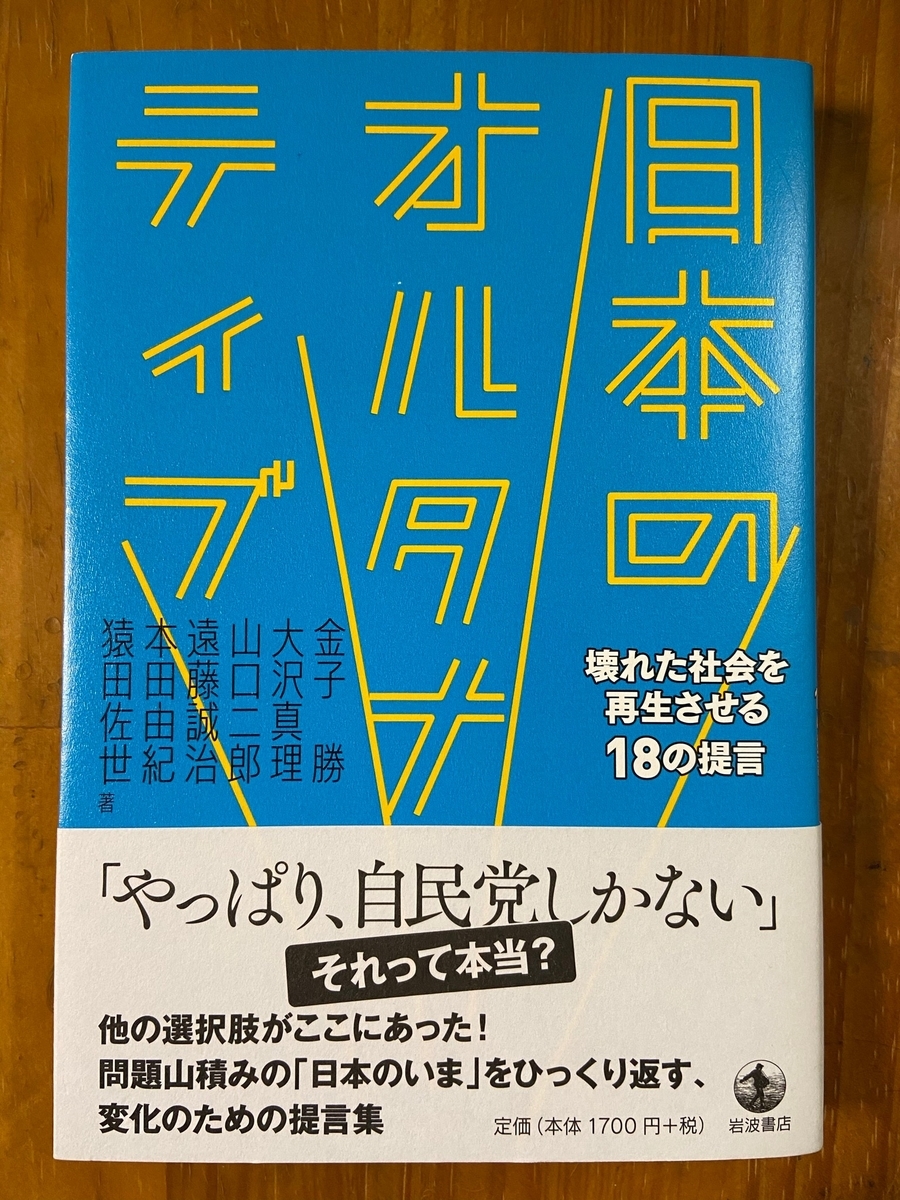 日本の
オルタナ
ティブ
壊れた社会を
再生させる
18の提言
金子 勝
大沢真理
山口二郎
遠藤誠治
本田由紀
猿田佐世
著
「やっぱり、自民党しかない」
それって本当?
他の選択肢がここにあった!
問題山積みの「日本のいま」をひっくり返す、
変化のための提言集
定価(本体 1700 円+税)
岩波書店